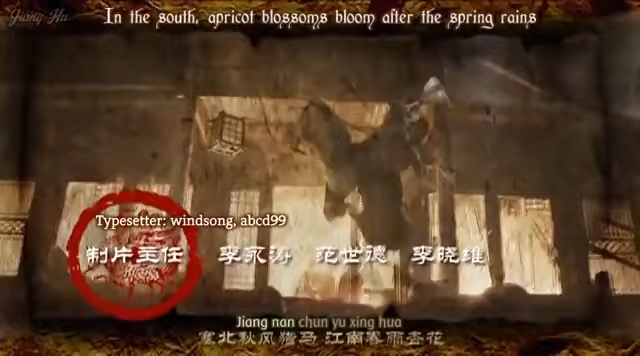 Jiang Hu
In the south, apricot blossoms bloom after the spring rains
Typesetter: windsong, abcd99
制片主任 李永涛 范世德 李晓维
Jiang nan chun yu xing hua
塞北秋风猎马 江南春雨杏花